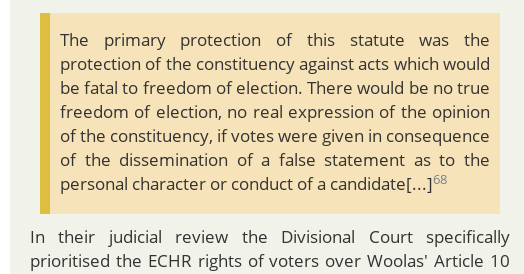 The primary protection of this statute was the
protection of the constituency against acts which would
be fatal to freedom of election. There would be no true
freedom of election, no real expression of the opinion
of the constituency, if votes were given in consequence
of the dissemination of a false statement as to the
personal character or conduct of a candidate[...]68
In their judicial review the Divisional Court specifically
prioritised the ECHR rights of voters over Woolas' Article 10